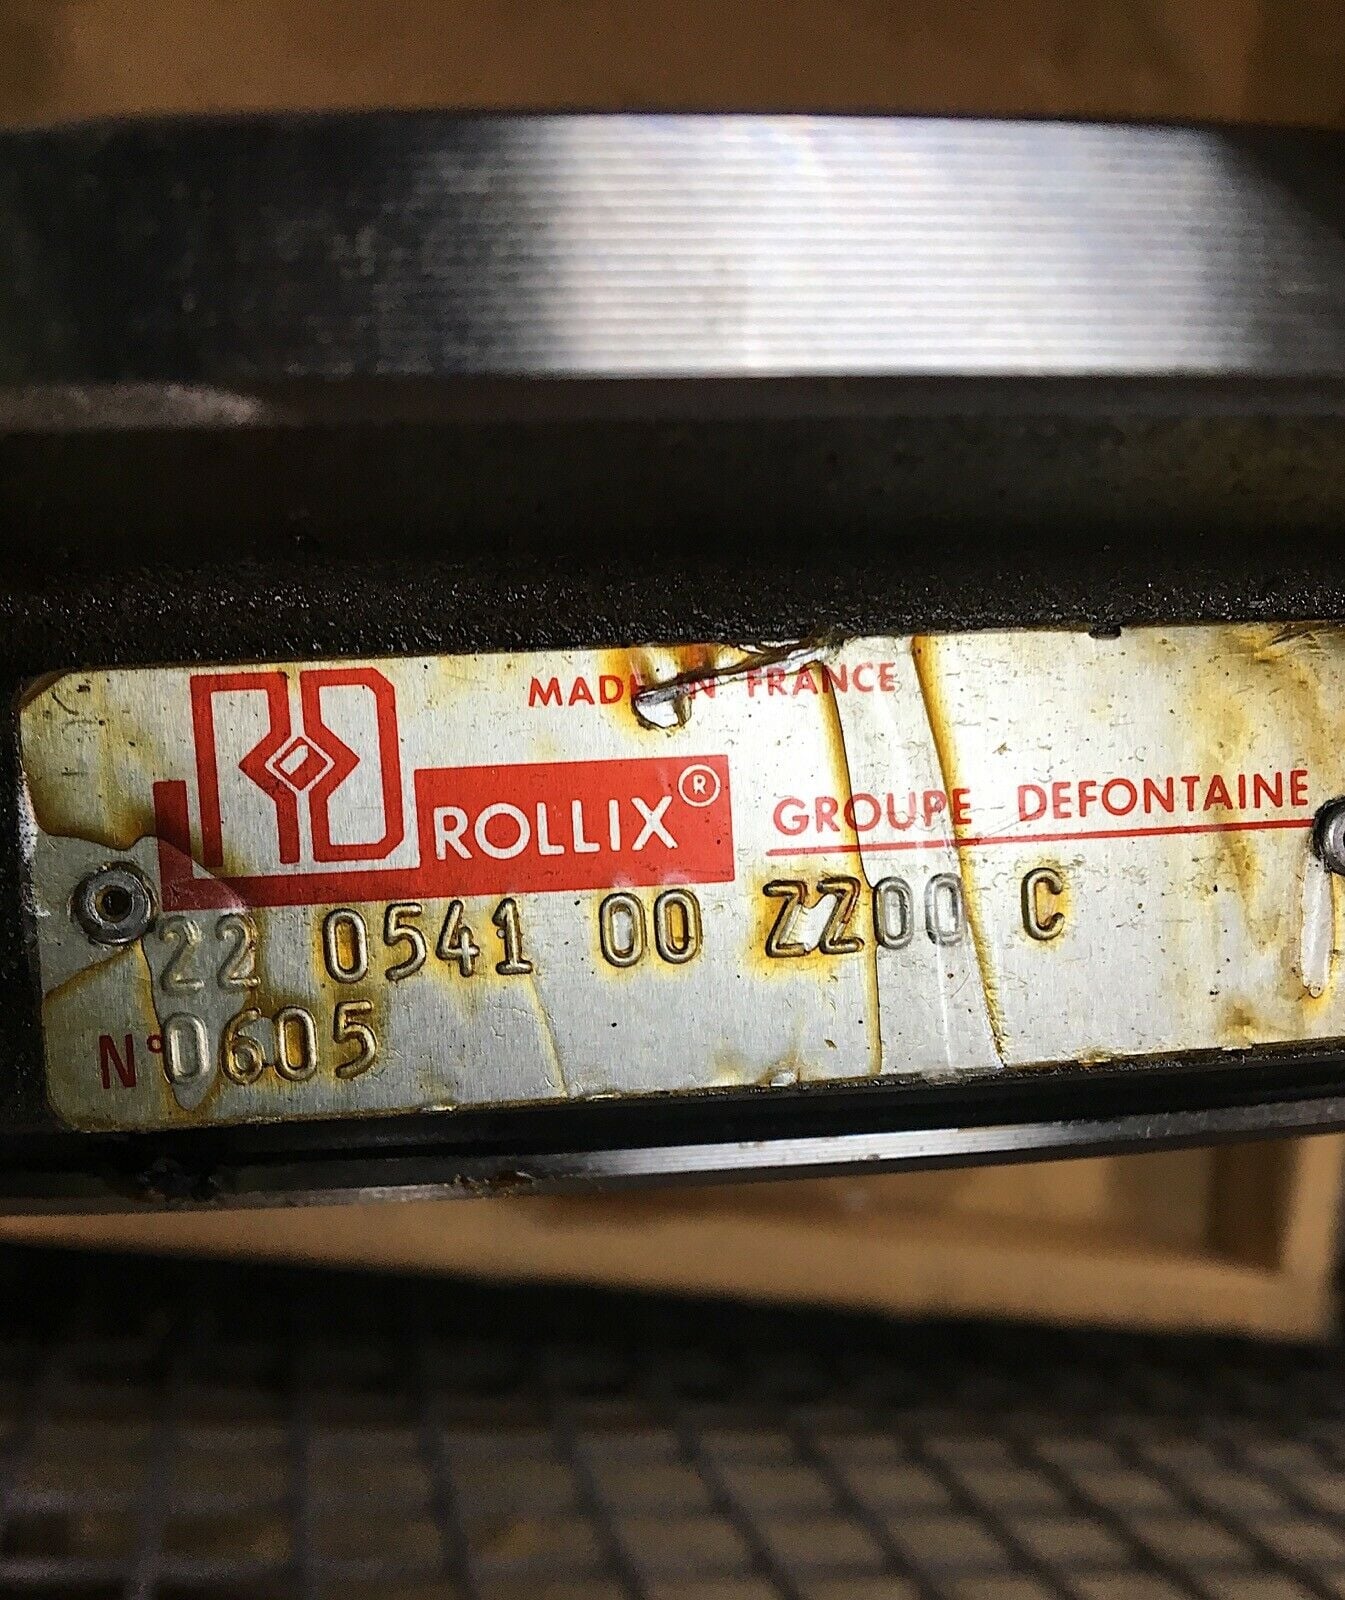 MADE IN FRANCE
ROLLIX®
GROUPE DEFONTAINE
22 0541 00 ZZ00 C
N° 0605